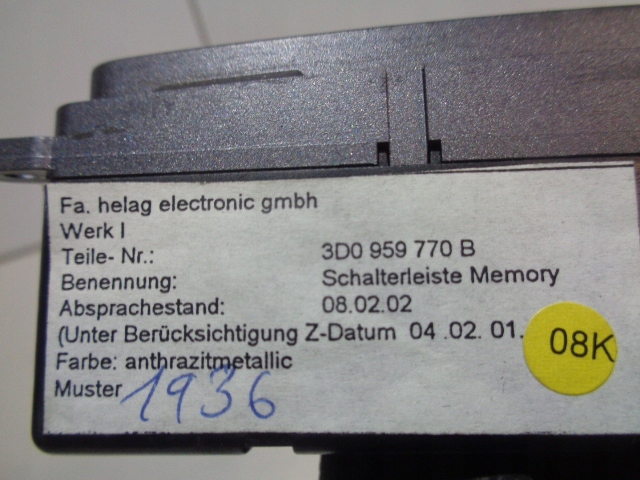 Fa. helag electronic gmbh
Werk I
Teile- Nr.: 3D0 959 770 B
Benennung: Schalterleiste Memory
Absprachestand: 08.02.02
(Unter Berücksichtigung Z-Datum 04 .02. 01.
08K
Farbe: anthrazitmetallic
Muster 1936